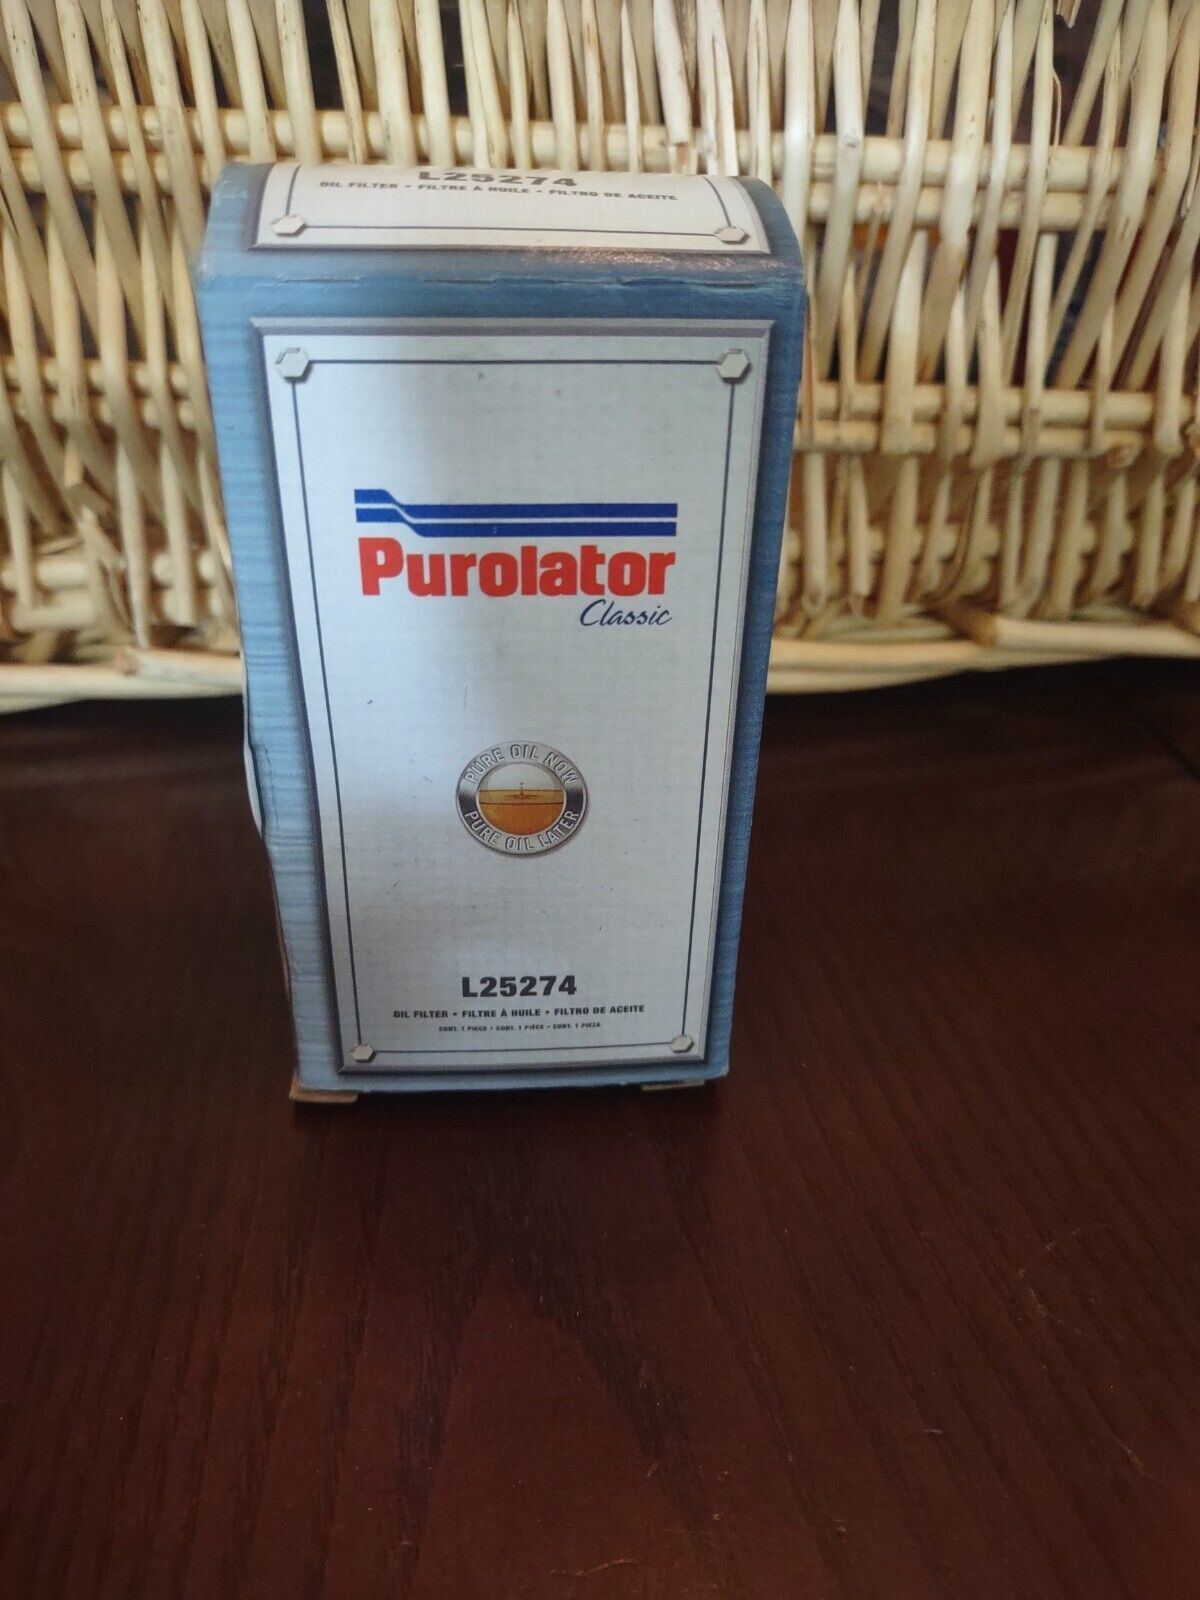 L25274
OIL FILTER • FILTRE À HUILE • FILTRO DE ACEITE
Purolator
Classic
PURE OIL NOW
PURE OIL LATER
L25274
OIL FILTER • FILTRE À HUILE • FILTRO DE ACEITE
CONT. 1 PIECE • CONT. 1 PIÈCE • CONT. 1 PIEZA